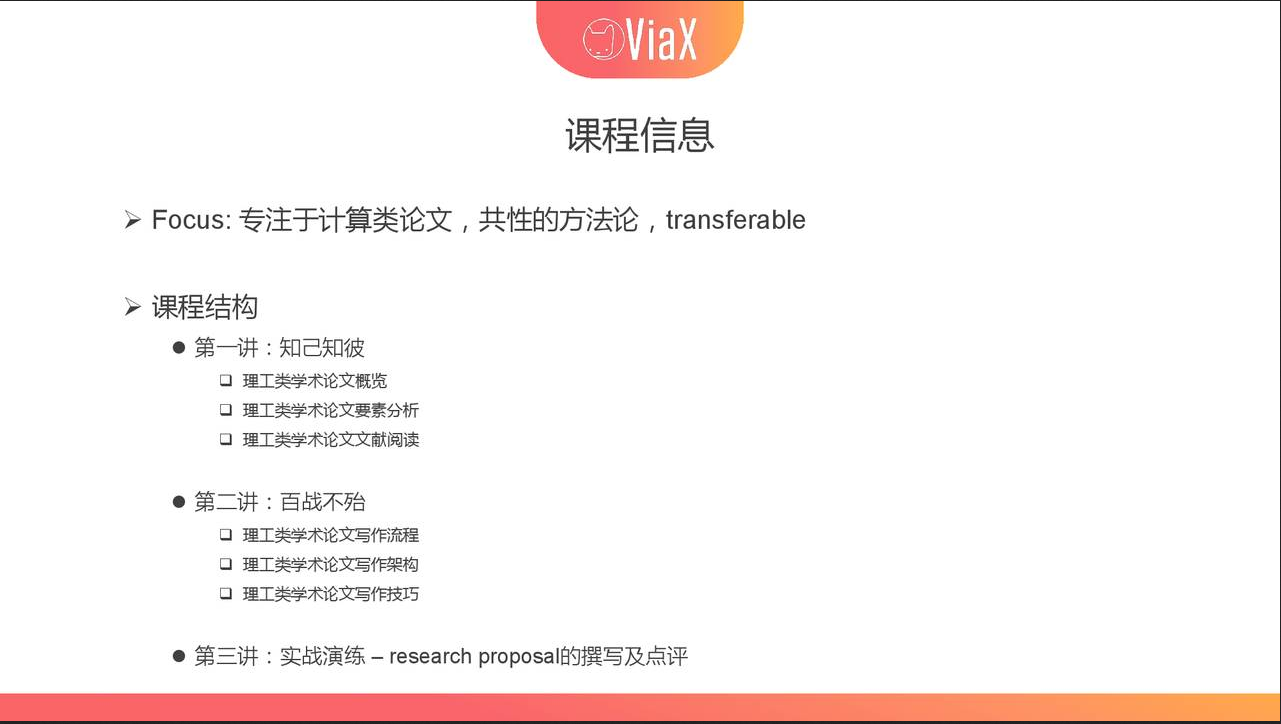 ViaX
课程信息
Focus: 专注于计算类论文，共性的方法论，transferable
课程结构
第一讲：知己知彼
理工类学术论文概览
理工类学术论文要素分析
理工类学术论文文献阅读
第二讲：百战不殆
理工类学术论文写作流程
理工类学术论文写作架构
理工类学术论文写作技巧
第三讲：实战演练 – research proposal的撰写及点评